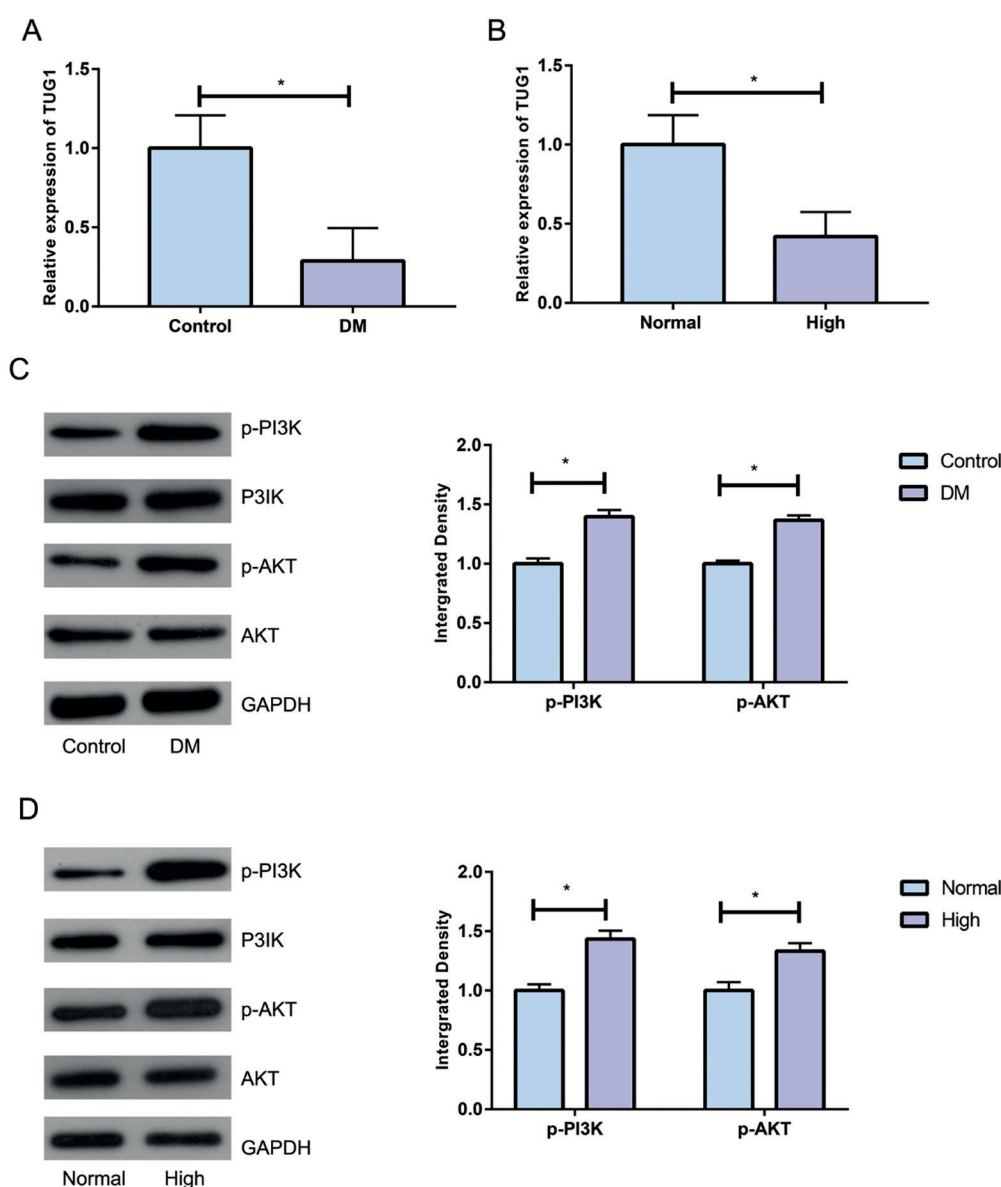 A
Relative expression of TUG1
1.5
1.0
0.5
0.0
*
Control DM
B
Relative expression of TUG1
1.5
1.0
0.5
0.0
*
Normal High
C
p-PI3K
P3IK
p-AKT
AKT
GAPDH
Control DM
Intergrated Density
2.0
1.5
1.0
0.5
0.0
* *
p-PI3K p-AKT
Control
DM
D
p-PI3K
P3IK
p-AKT
AKT
GAPDH
Normal High
Intergrated Density
2.0
1.5
1.0
0.5
0.0
* *
p-PI3K p-AKT
Normal
High